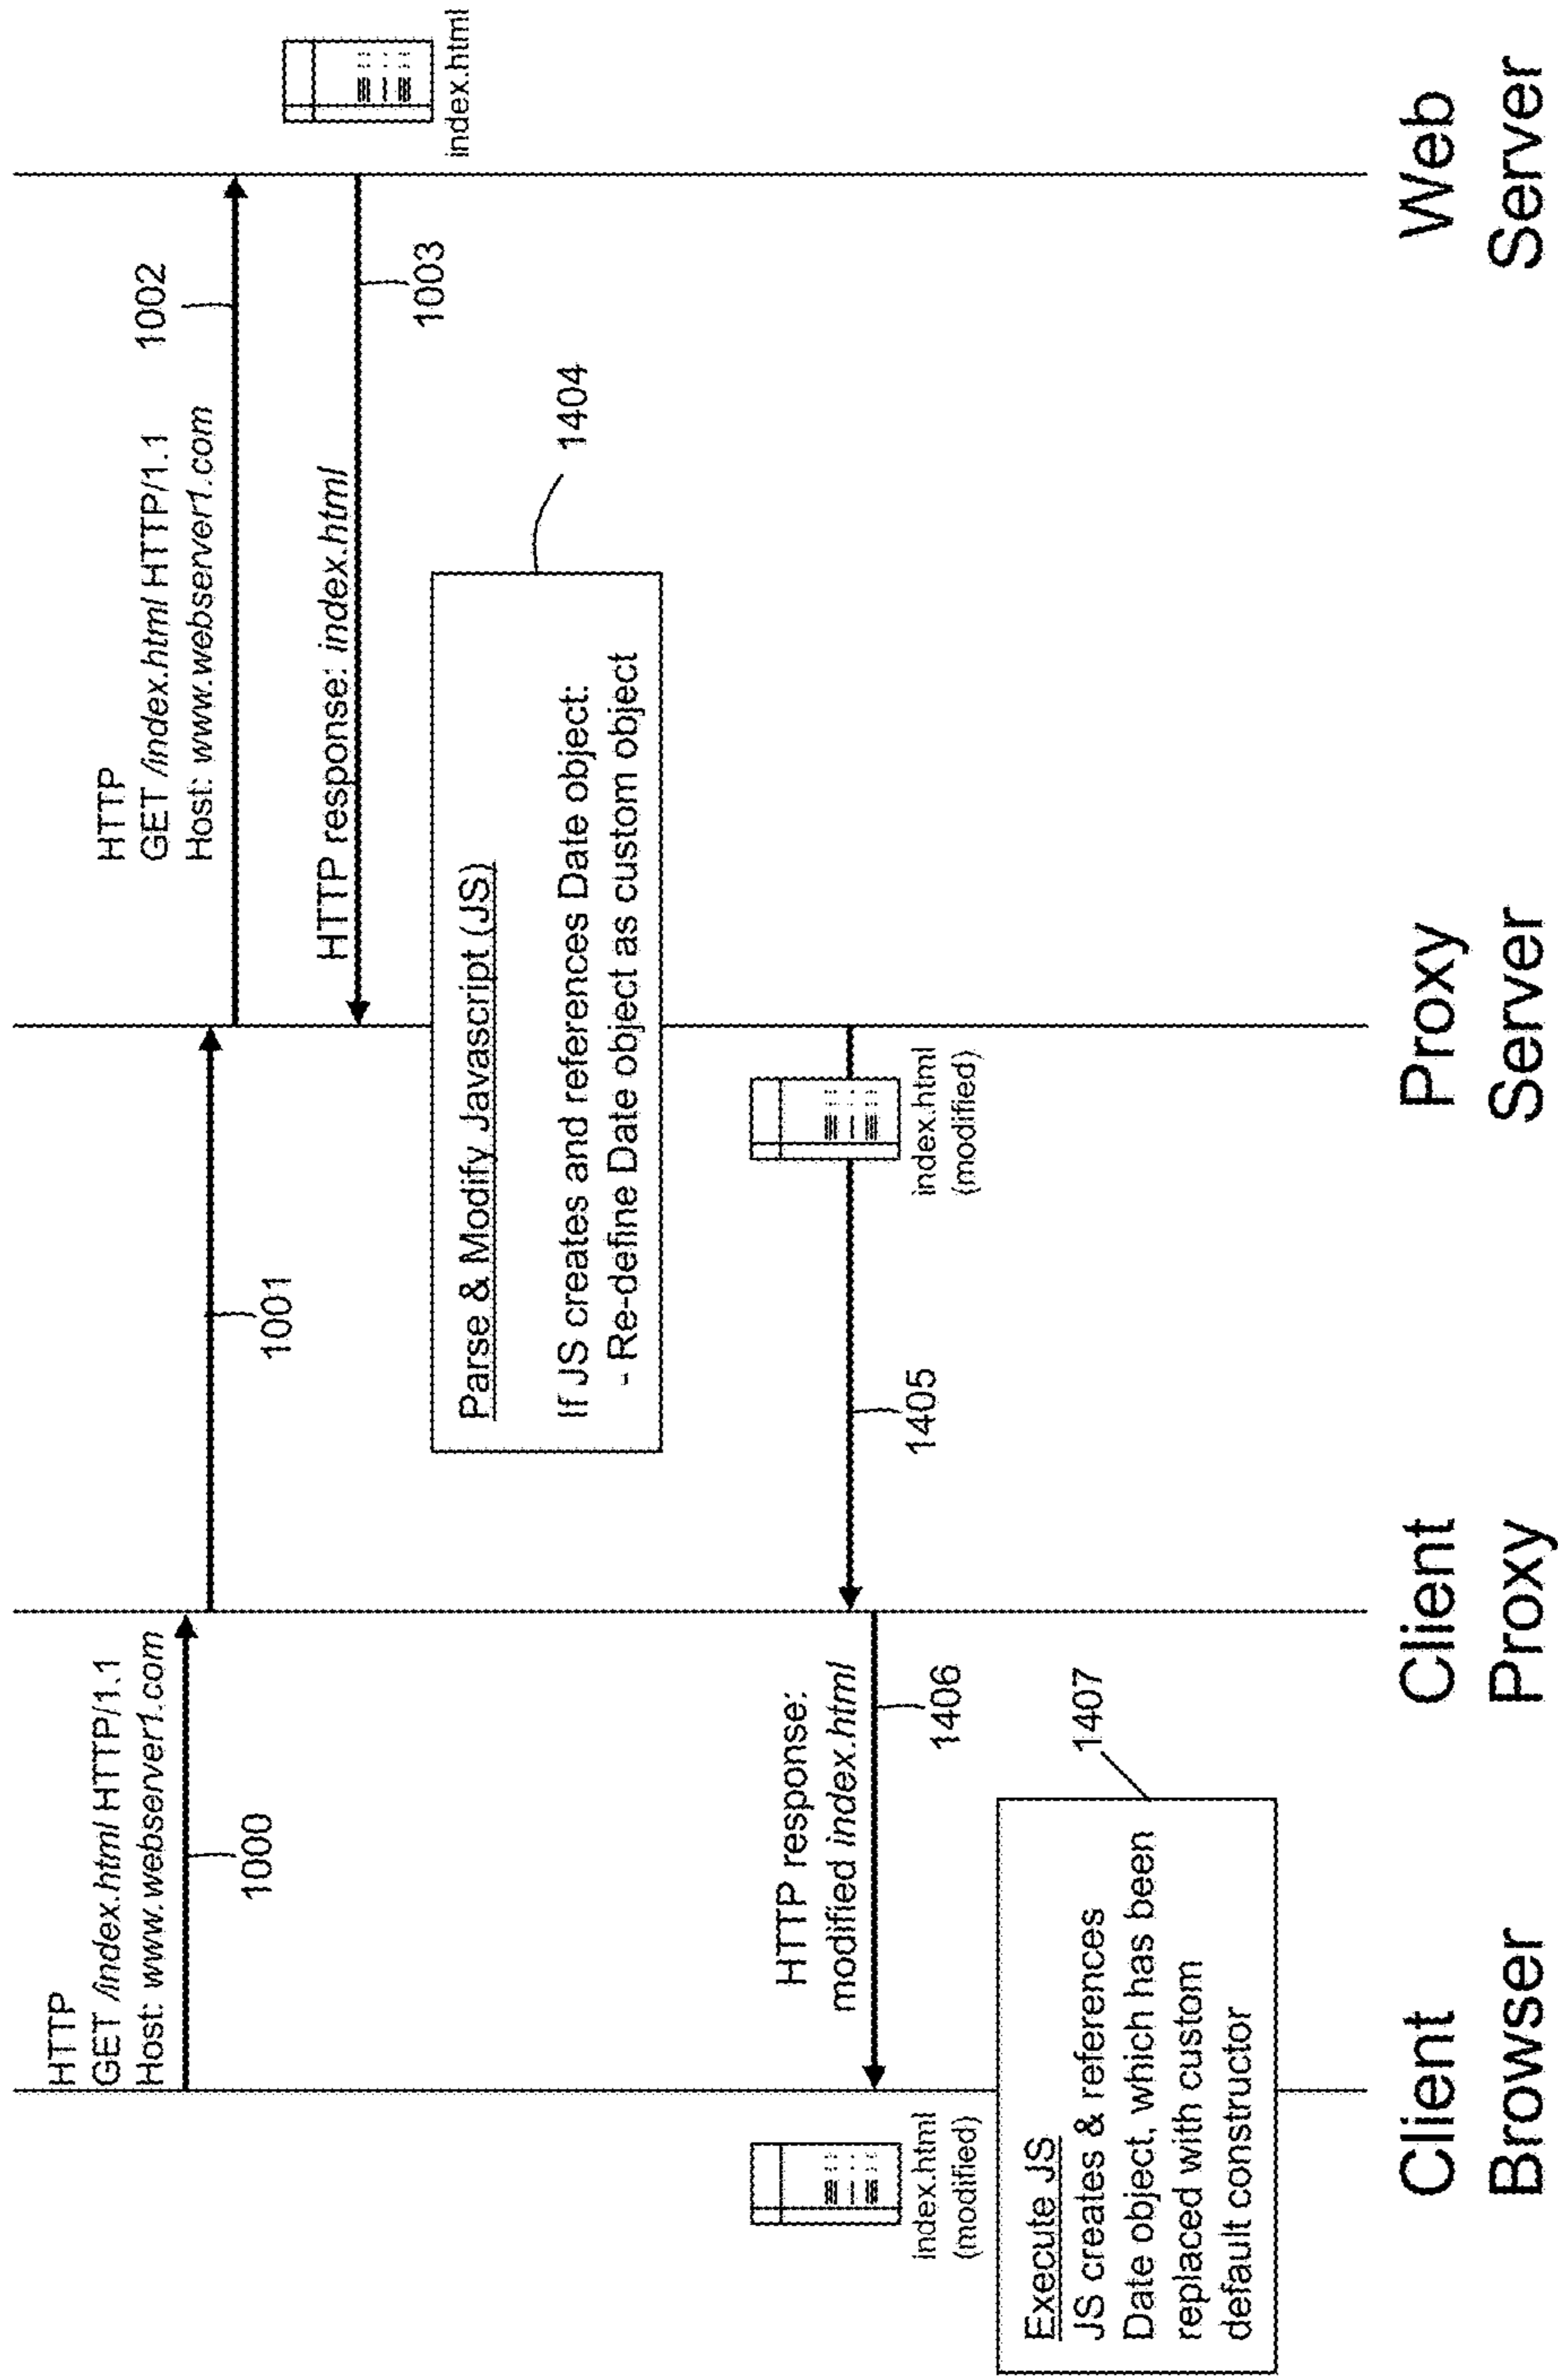 HTTP
GET /index.html HTTP/1.1
Host: www.webserver1.com
1000
1001
HTTP
GET /index.html HTTP/1.1
Host: www.webserver1.com
1002
HTTP response: index.html
1003
index.html
Parse & Modify Javascript (JS)
If JS creates and references Date object:
- Re-define Date object as custom object
1404
index.html
(modified)
1405
HTTP response:
modified index.html
1406
index.html
(modified)
Execute JS
JS creates & references
Date object, which has been
replaced with custom
default constructor
1407
Client
Browser
Client
Proxy
Proxy
Server
Web
Server